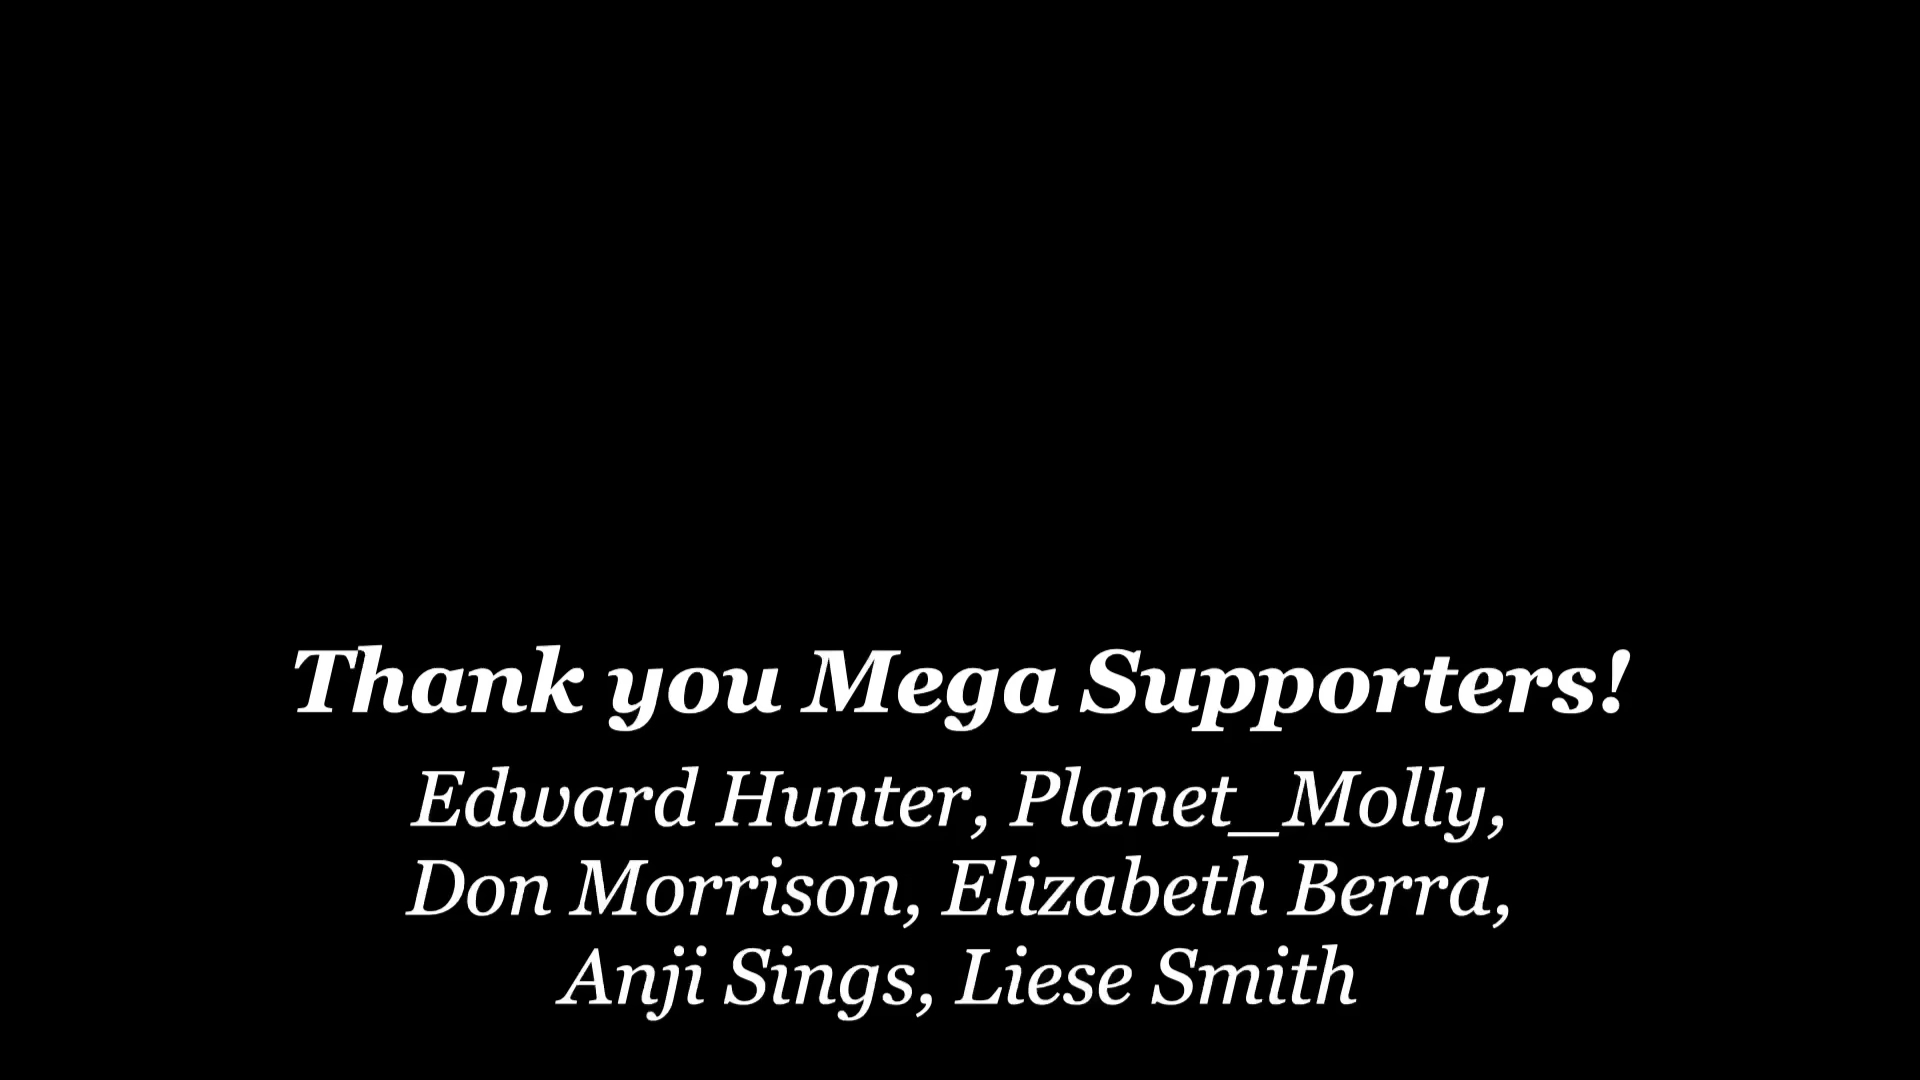 Thank you Mega Supporters!
Edward Hunter, Planet_Molly,
Don Morrison, Elizabeth Berra,
Anji Sings, Liese Smith